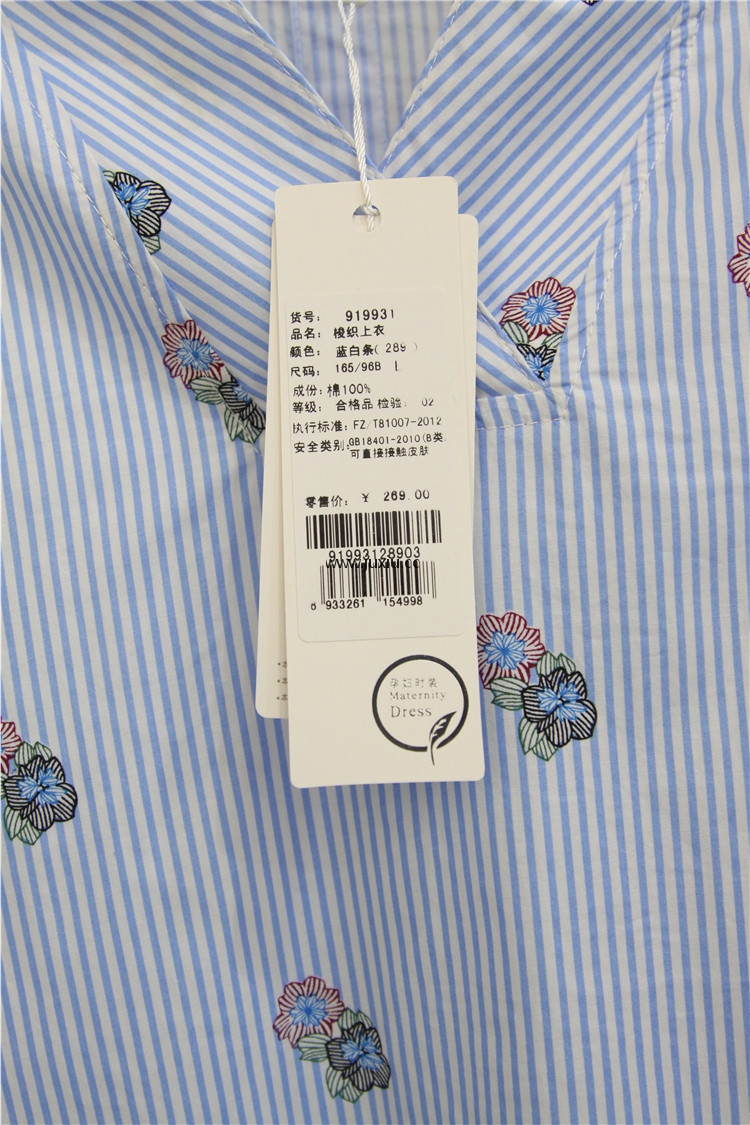 货号： 919931
品名：梭织上衣
颜色： 蓝白条( 289 )
尺码： 165/96B L
成份：棉100%
等级： 合格品 检验： 02
执行标准：FZ/T81007-2012
安全类别：GB18401-2010(B类
可直接接触皮肤
零售价： ¥ 269.00
91993128903
www.juxiu.cc
6 933261 154998
孕妇时装
Maternity
Dress